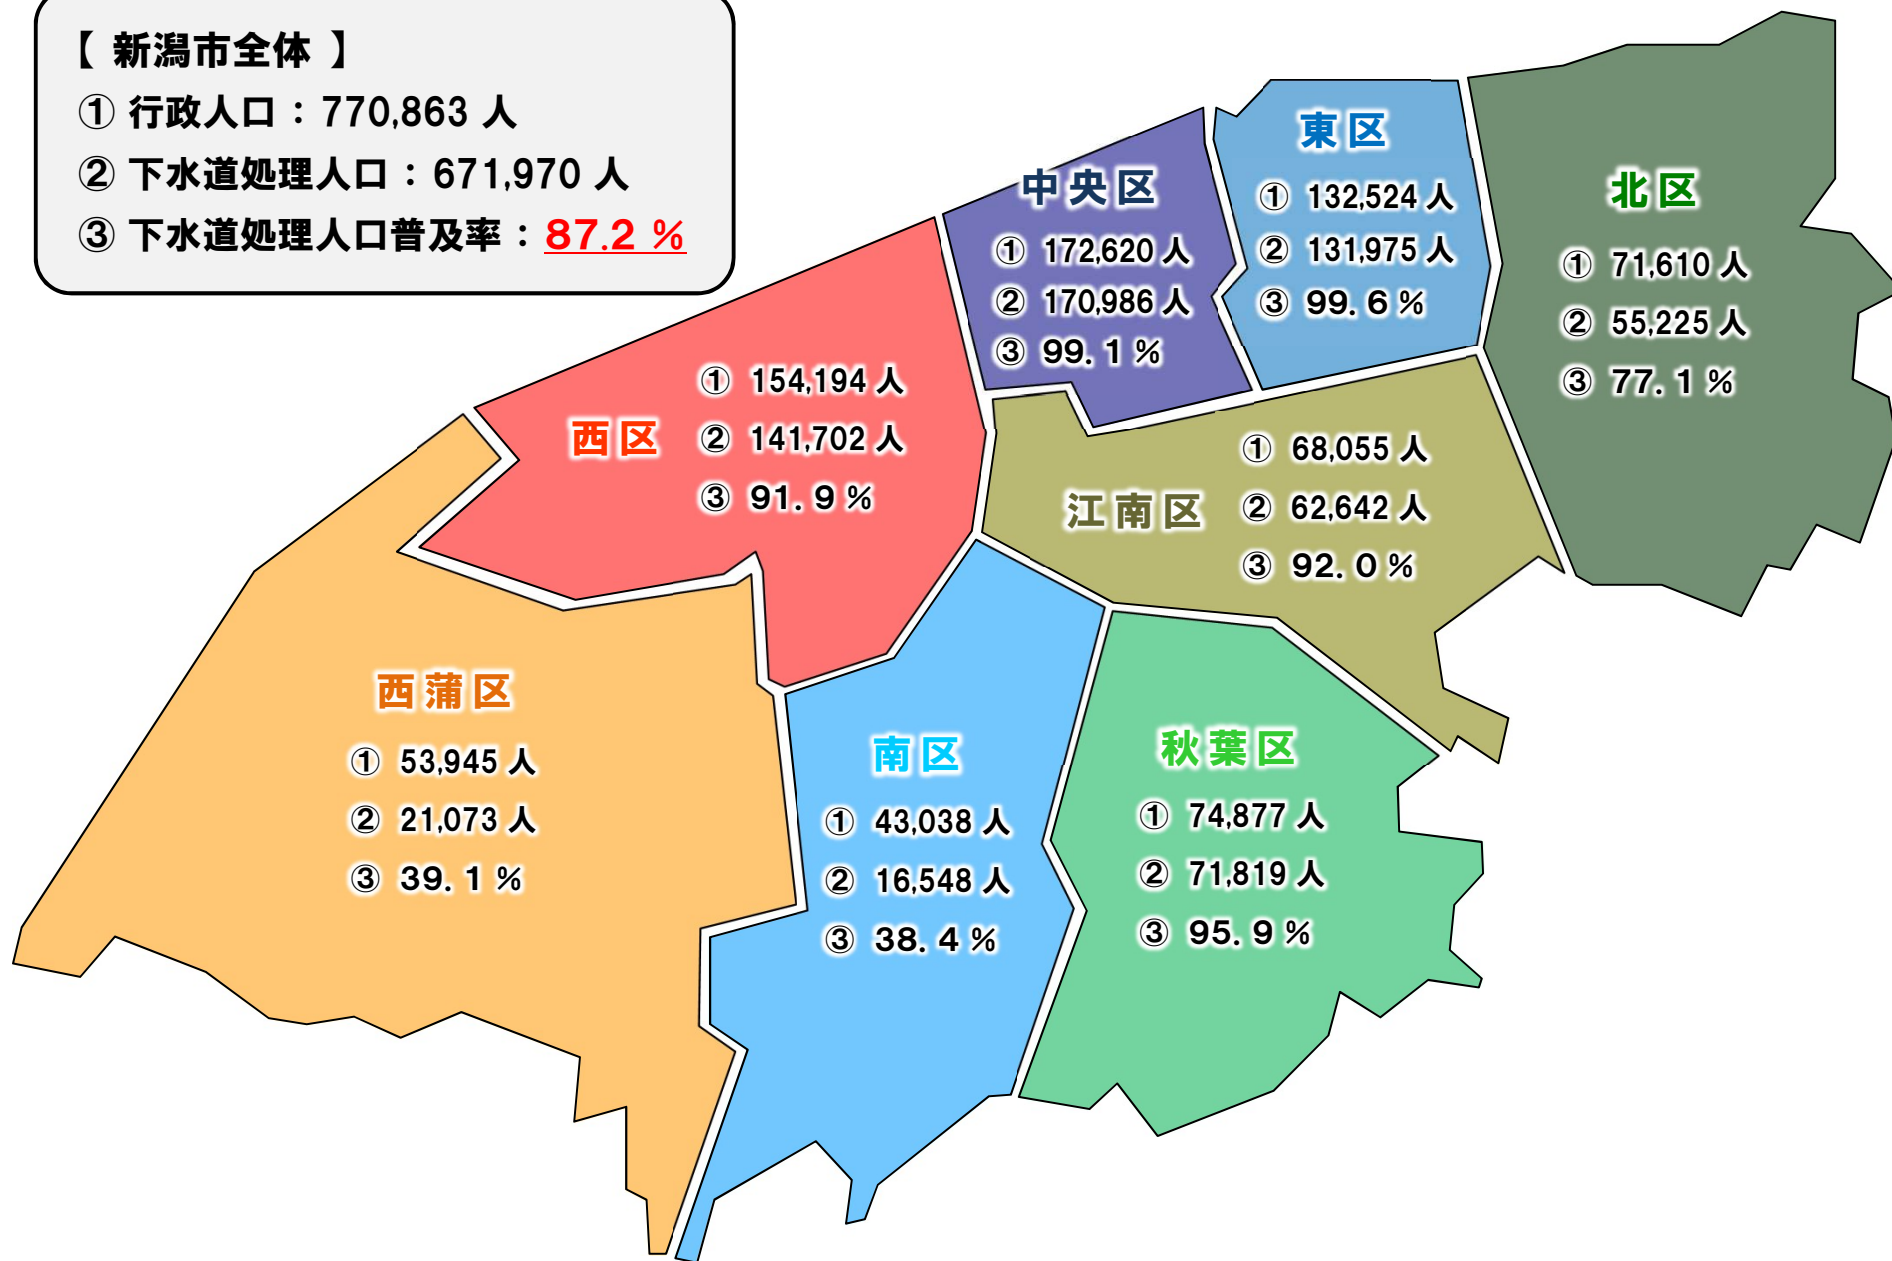 【 新潟市全体 】
① 行政人口 : 770,863 人
② 下水道処理人口 : 671,970 人
③ 下水道処理人口普及率 : 87.2 %
東区
① 132,524 人
② 131,975 人
③ 99.6 %
中央区
① 172,620 人
② 170,986 人
③ 99.1 %
北区
① 71,610 人
② 55,225 人
③ 77.1 %
西区
① 154,194 人
② 141,702 人
③ 91.9 %
江南区
① 68,055 人
② 62,642 人
③ 92.0 %
西蒲区
① 53,945 人
② 21,073 人
③ 39.1 %
南区
① 43,038 人
② 16,548 人
③ 38.4 %
秋葉区
① 74,877 人
② 71,819 人
③ 95.9 %